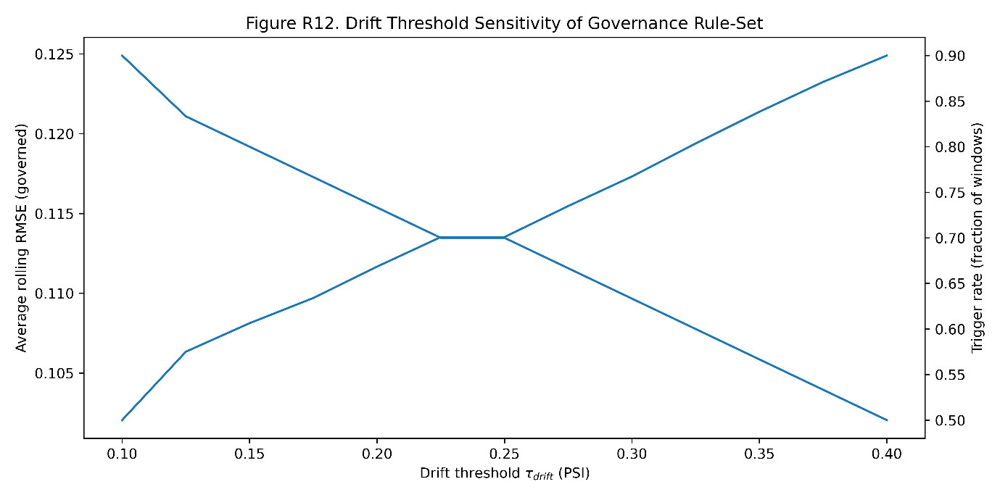 Figure R12. Drift Threshold Sensitivity of Governance Rule-Set
Average rolling RMSE (governed)
0.125
0.120
0.115
0.110
0.105
0.90
0.85
0.80
0.75
0.70
0.65
0.60
0.55
0.50
Trigger rate (fraction of windows)
0.10 0.15 0.20 0.25 0.30 0.35 0.40
Drift threshold τdrift (PSI)